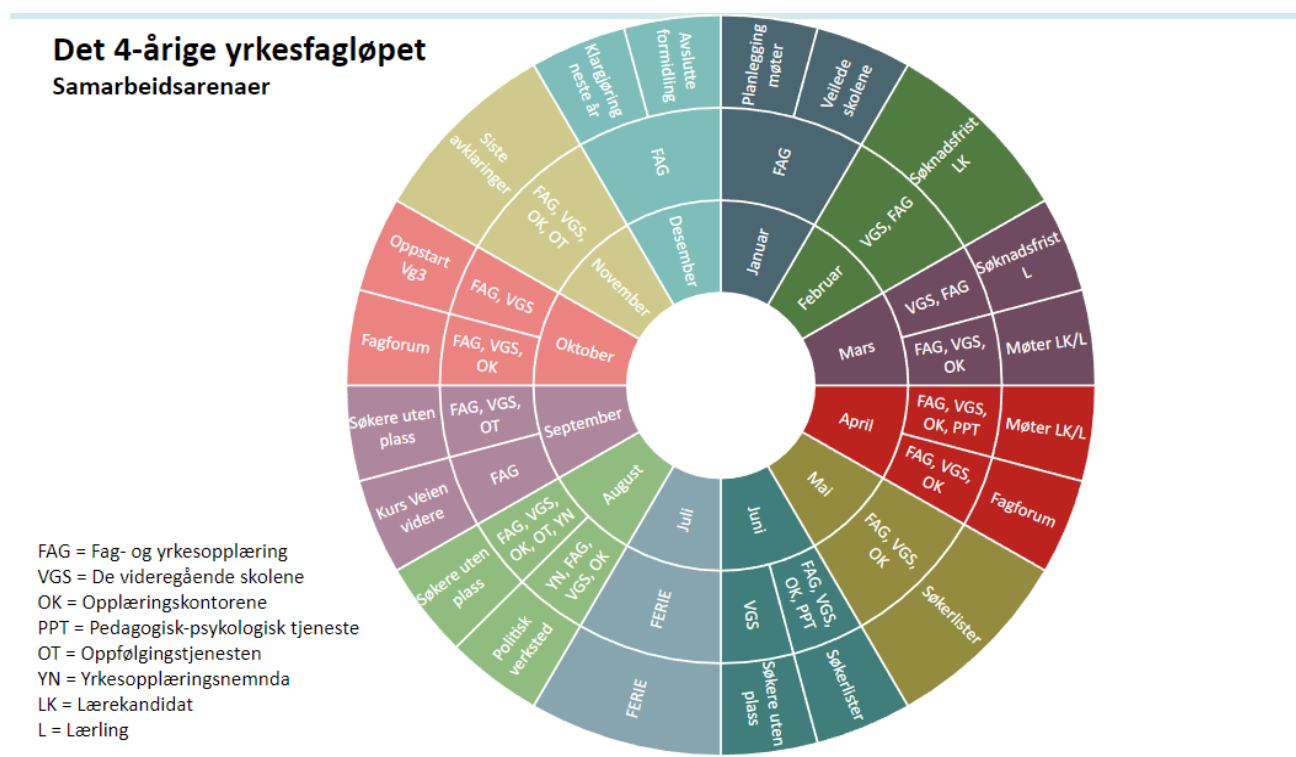 Det 4-årige yrkesfagløpet
Samarbeidsarenaer
Planlegging
møter
Veilede
skolene
FAG
Januar
Søknadsfrist
LK
VGS, FAG
Februar
Søknadsfrist
L
VGS, FAG
Møter LK/L
FAG, VGS,
OK
Mars
Møter LK/L
FAG, VGS,
OK, PPT
Fagforum
FAG, VGS,
OK
April
Søkerlister
FAG, VGS,
OK
Mai
Søkerlister
FAG, VGS,
OK, PPT
Søkere uten
plass
VGS
Juni
FERIE
FERIE
Juli
Politisk
verksted
YN, FAG,
VGS, OK
Søkere uten
plass
FAG, VGS,
OK, OT, YN
August
Kurs Veien
videre
FAG
Søkere uten
plass
FAG, VGS,
OT
September
Fagforum
FAG, VGS,
OK
Oppstart
Vg3
FAG, VGS
Oktober
Siste
avklaringer
FAG, VGS,
OK, OT
November
Klargjøring
neste år
Avslutte
formidling
FAG
Desember
FAG = Fag- og yrkesopplæring
VGS = De videregående skolene
OK = Opplæringskontorene
PPT = Pedagogisk-psykologisk tjeneste
OT = Oppfølgingstjenesten
YN = Yrkesopplæringsnemnda
LK = Lærekandidat
L = Lærling